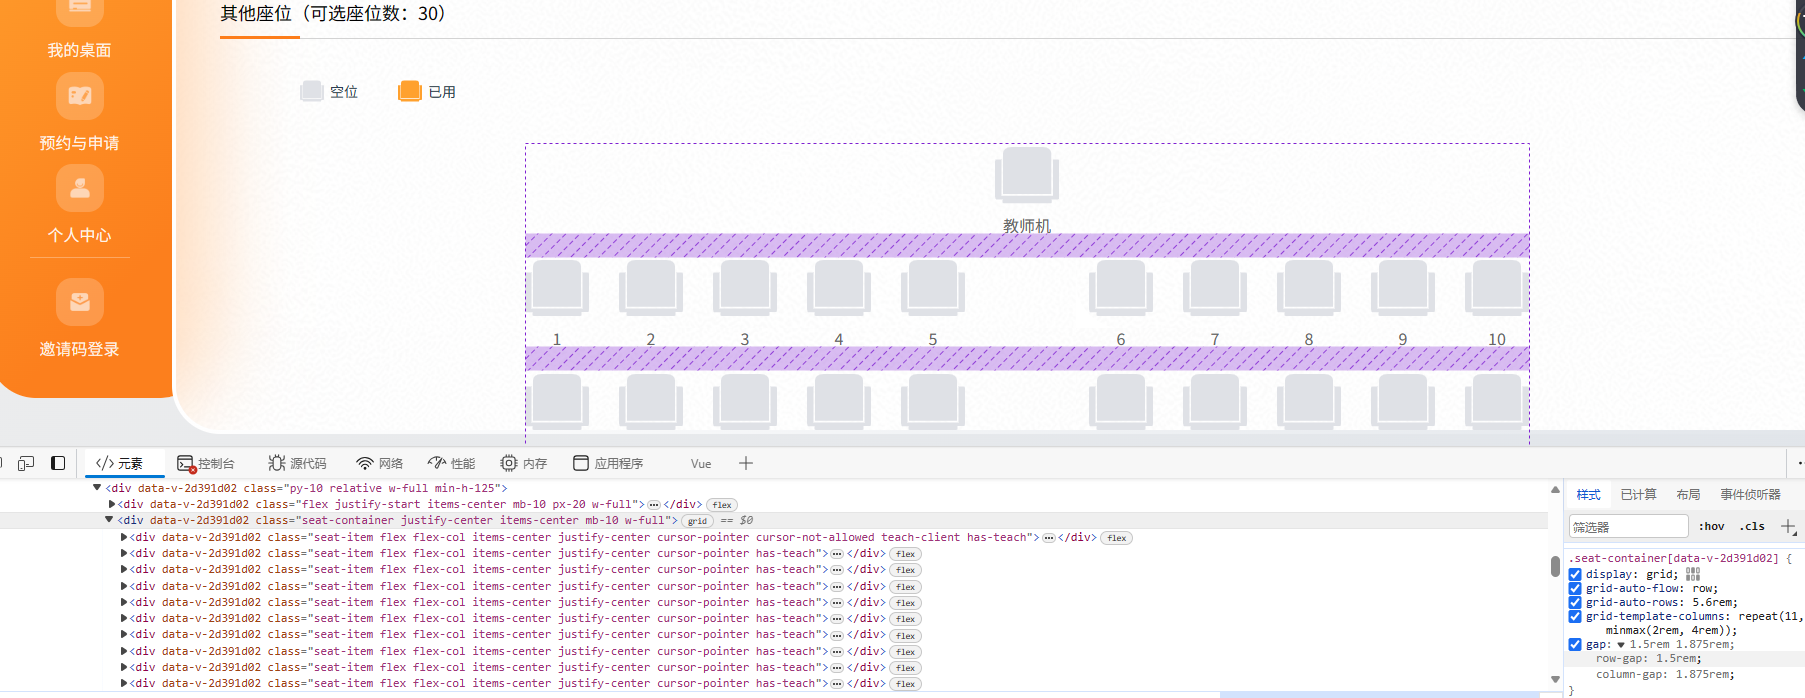 其他座位（可选座位数：30）
我的桌面
空位
已用
预约与申请
教师机
个人中心
1 2 3 4 5 6 7 8 9 10
邀请码登录
元素 控制台 源代码 网络 性能 内存 应用程序 Vue
<div data-v-2d391d02 class="py-10 relative w-full min-h-125">
<div data-v-2d391d02 class="flex justify-start items-center mb-10 px-20 w-full">…</div> flex
<div data-v-2d391d02 class="seat-container justify-center items-center mb-10 w-full"> grid == $0
<div data-v-2d391d02 class="seat-item flex flex-col items-center justify-center cursor-pointer cursor-not-allowed teach-client has-teach">…</div> flex
<div data-v-2d391d02 class="seat-item flex flex-col items-center justify-center cursor-pointer has-teach">…</div> flex
<div data-v-2d391d02 class="seat-item flex flex-col items-center justify-center cursor-pointer has-teach">…</div> flex
<div data-v-2d391d02 class="seat-item flex flex-col items-center justify-center cursor-pointer has-teach">…</div> flex
<div data-v-2d391d02 class="seat-item flex flex-col items-center justify-center cursor-pointer has-teach">…</div> flex
<div data-v-2d391d02 class="seat-item flex flex-col items-center justify-center cursor-pointer has-teach">…</div> flex
<div data-v-2d391d02 class="seat-item flex flex-col items-center justify-center cursor-pointer has-teach">…</div> flex
<div data-v-2d391d02 class="seat-item flex flex-col items-center justify-center cursor-pointer has-teach">…</div> flex
<div data-v-2d391d02 class="seat-item flex flex-col items-center justify-center cursor-pointer has-teach">…</div> flex
<div data-v-2d391d02 class="seat-item flex flex-col items-center justify-center cursor-pointer has-teach">…</div> flex
样式 已计算 布局 事件侦听器
筛选器 :hov .cls
.seat-container[data-v-2d391d02] {
display: grid;
grid-auto-flow: row;
grid-auto-rows: 5.6rem;
grid-template-columns: repeat(11,
minmax(2rem, 4rem));
gap: 1.5rem 1.875rem;
row-gap: 1.5rem;
column-gap: 1.875rem;
}